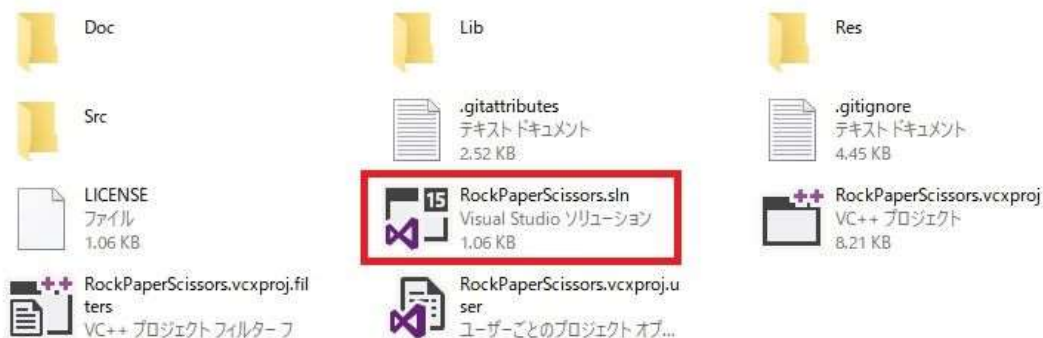 Doc
Lib
Res
Src
.gitattributes
テキスト ドキュメント
2.52 KB
.gitignore
テキスト ドキュメント
4.45 KB
LICENSE
ファイル
1.06 KB
15
RockPaperScissors.sln
Visual Studio ソリューション
1.06 KB
RockPaperScissors.vcxproj
VC++ プロジェクト
8.21 KB
RockPaperScissors.vcxproj.fil
ters
VC++ プロジェクト フィルター フ
RockPaperScissors.vcxproj.u
ser
ユーザーごとのプロジェクト オプ...